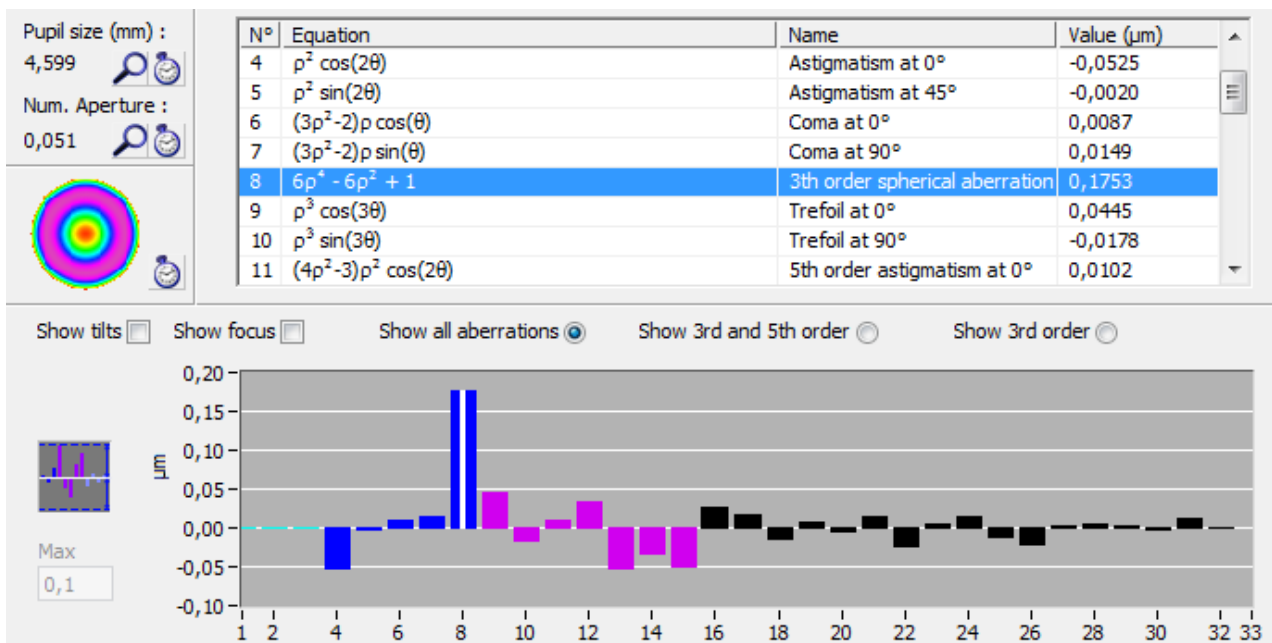 Pupil size (mm) :
4,599
Num. Aperture :
0,051
N° Equation Name Value (µm)
4 ρ² cos(2θ) Astigmatism at 0° -0,0525
5 ρ² sin(2θ) Astigmatism at 45° -0,0020
6 (3ρ²-2)ρ cos(θ) Coma at 0° 0,0087
7 (3ρ²-2)ρ sin(θ) Coma at 90° 0,0149
8 6ρ⁴ - 6ρ² + 1 3th order spherical aberration 0,1753
9 ρ³ cos(3θ) Trefoil at 0° 0,0445
10 ρ³ sin(3θ) Trefoil at 90° -0,0178
11 (4ρ²-3)ρ² cos(2θ) 5th order astigmatism at 0° 0,0102
Show tilts Show focus Show all aberrations Show 3rd and 5th order Show 3rd order
0,20
0,15
0,10
0,05
0,00
-0,05
-0,10
µm
Max
0,1
1 2 4 6 8 10 12 14 16 18 20 22 24 26 28 30 32 33